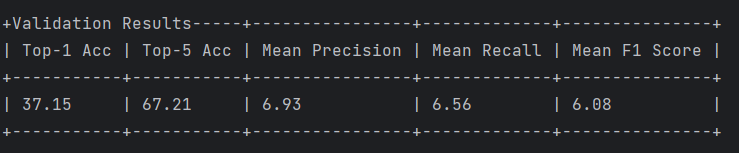 +Validation Results-----+----------------+-------------+---------------+
| Top-1 Acc | Top-5 Acc | Mean Precision | Mean Recall | Mean F1 Score |
+-----------+-----------+----------------+-------------+---------------+
| 37.15     | 67.21     | 6.93           | 6.56        | 6.08          |
+-----------+-----------+----------------+-------------+---------------+